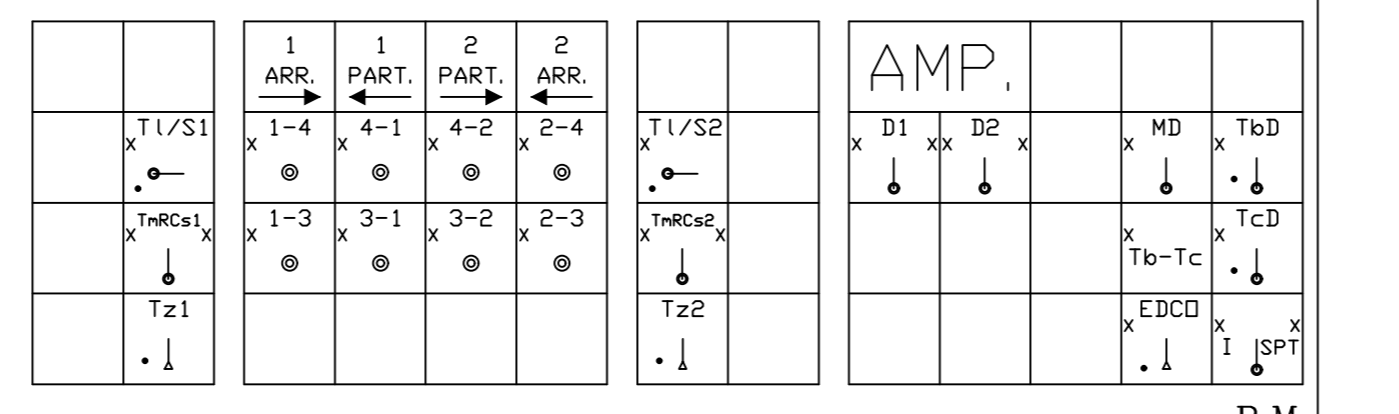 1 1 2 2
ARR. PART. PART. ARR.
AMP.
Tl/S1 1-4 4-1 4-2 2-4 Tl/S2 D1 D2 MD TbD
x x x x x x x x x x x x
TmRCs1 1-3 3-1 3-2 2-3 TmRCs2 TcD
x x x x x x x x x x
Tb-Tc
Tz1 Tz2 EDCO
x x x
I SPT